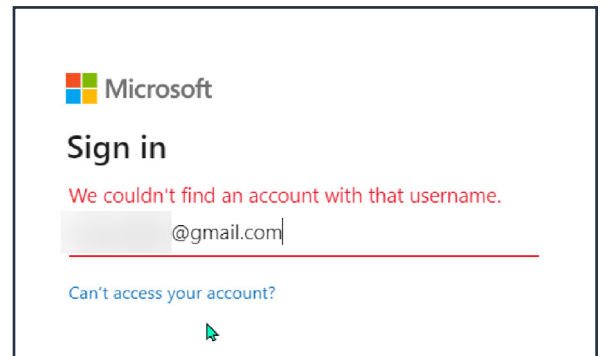 Microsoft
Sign in
We couldn't find an account with that username.
@gmail.com
Can't access your account?